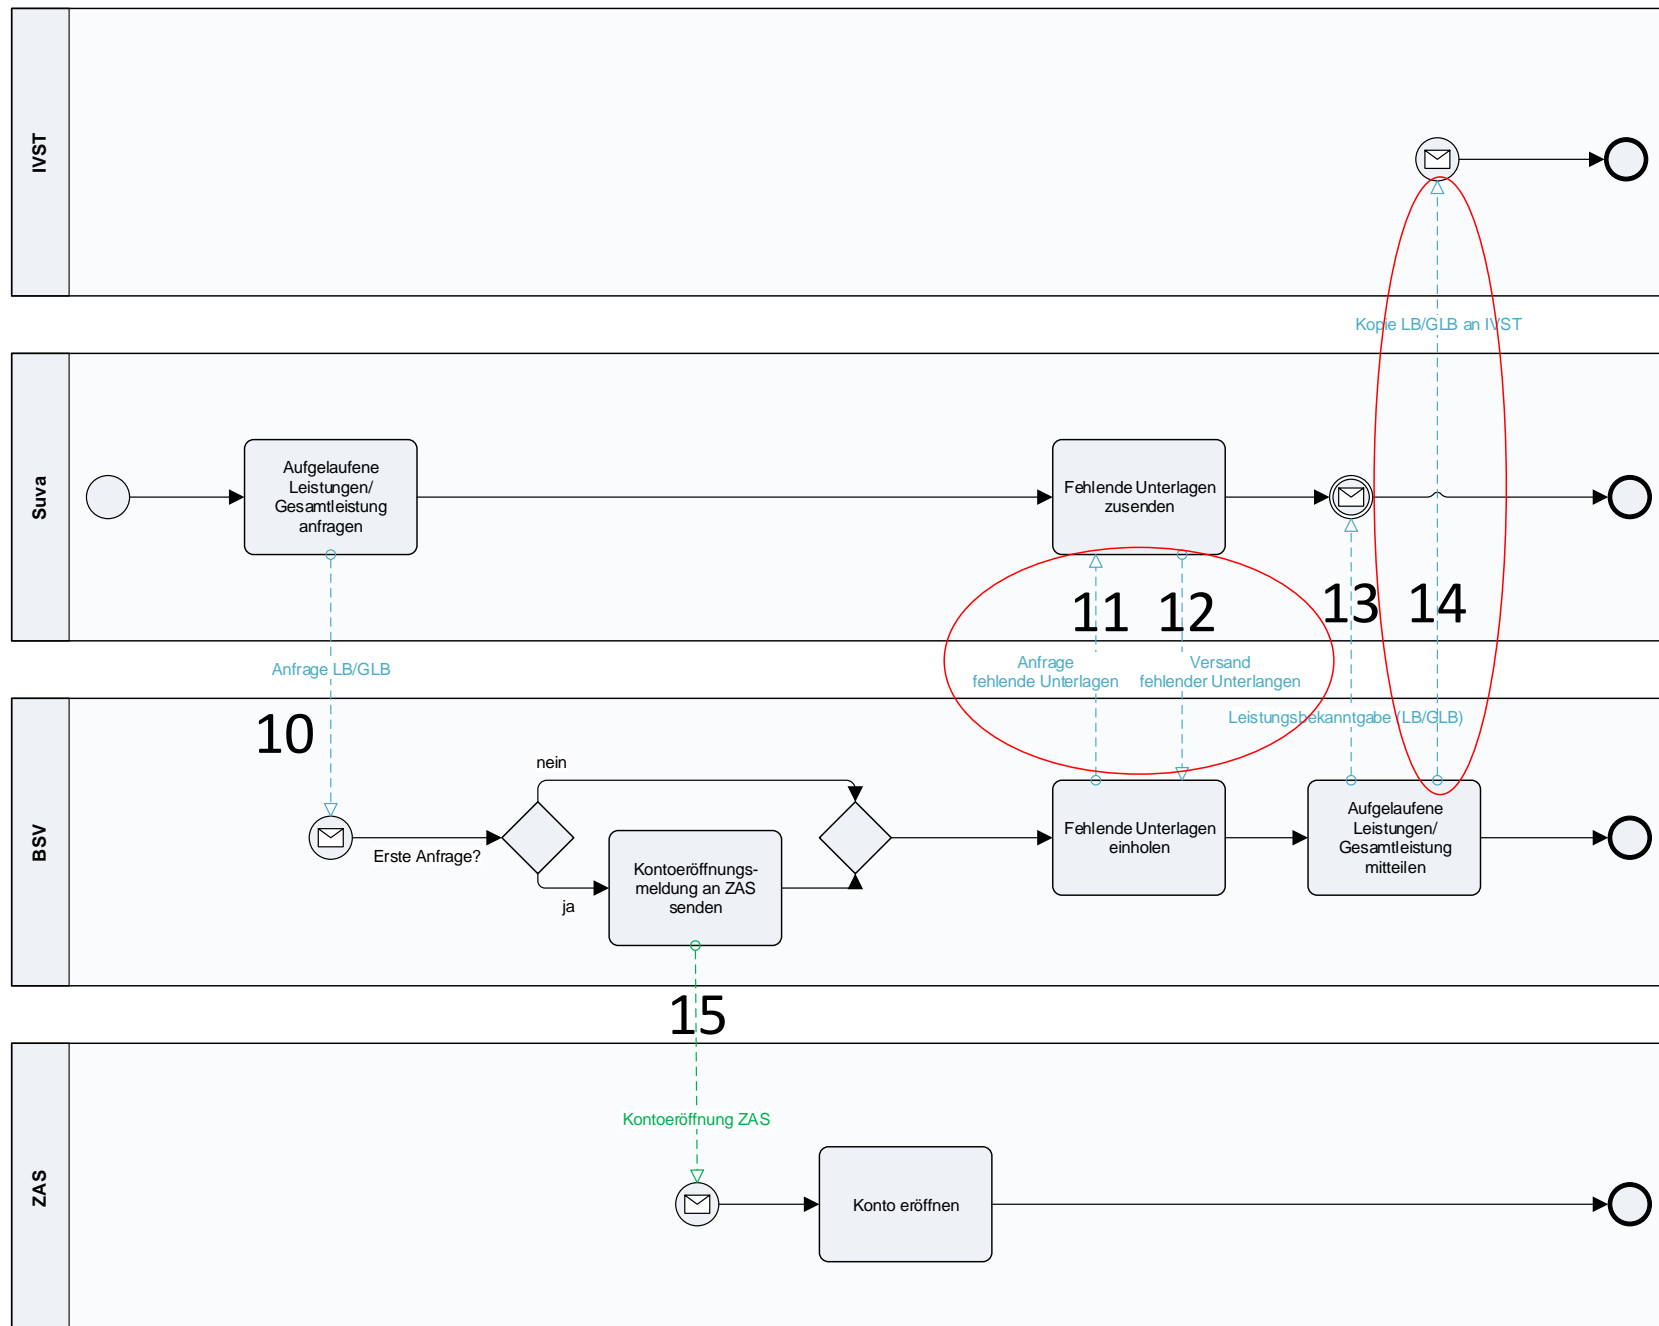 IVST
Kopie LB/GLB an IVST
Suva
Aufgelaufene
Leistungen/
Gesamtleistung
anfragen
Fehlende Unterlagen
zusenden
11
12
13
14
Anfrage LB/GLB
Anfrage
fehlende Unterlagen
Versand
fehlender Unterlangen
Leistungsbekanntgabe (LB/GLB)
10
BSV
nein
Erste Anfrage?
ja
Kontoeröffnungs-
meldung an ZAS
senden
Fehlende Unterlagen
einholen
Aufgelaufene
Leistungen/
Gesamtleistung
mitteilen
15
Kontoeröffnung ZAS
ZAS
Konto eröffnen